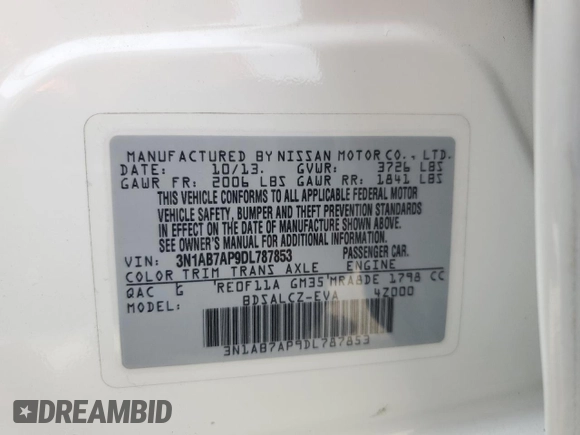 MANUFACTURED BY NISSAN MOTOR CO., LTD.
DATE: 10/13. GVWR: 3726 LBS
GAWR FR: 2006 LBS GAWR RR: 1841 LBS
THIS VEHICLE CONFORMS TO ALL APPLICABLE FEDERAL MOTOR
VEHICLE SAFETY, BUMPER AND THEFT PREVENTION STANDARDS
IN EFFECT ON THE DATE OF MANUFACTURE SHOWN ABOVE.
SEE OWNER'S MANUAL FOR ADDITIONAL INFORMATION.
VIN: 3N1AB7AP9DL787853 PASSENGER CAR.
COLOR TRIM TRANS AXLE ENGINE
QAC G RE0F11A GM35 MRA8DE 1798 CC
MODEL: BDSALCZ-EVA 4Z000
3N1AB7AP9DL787853
DREAMBID